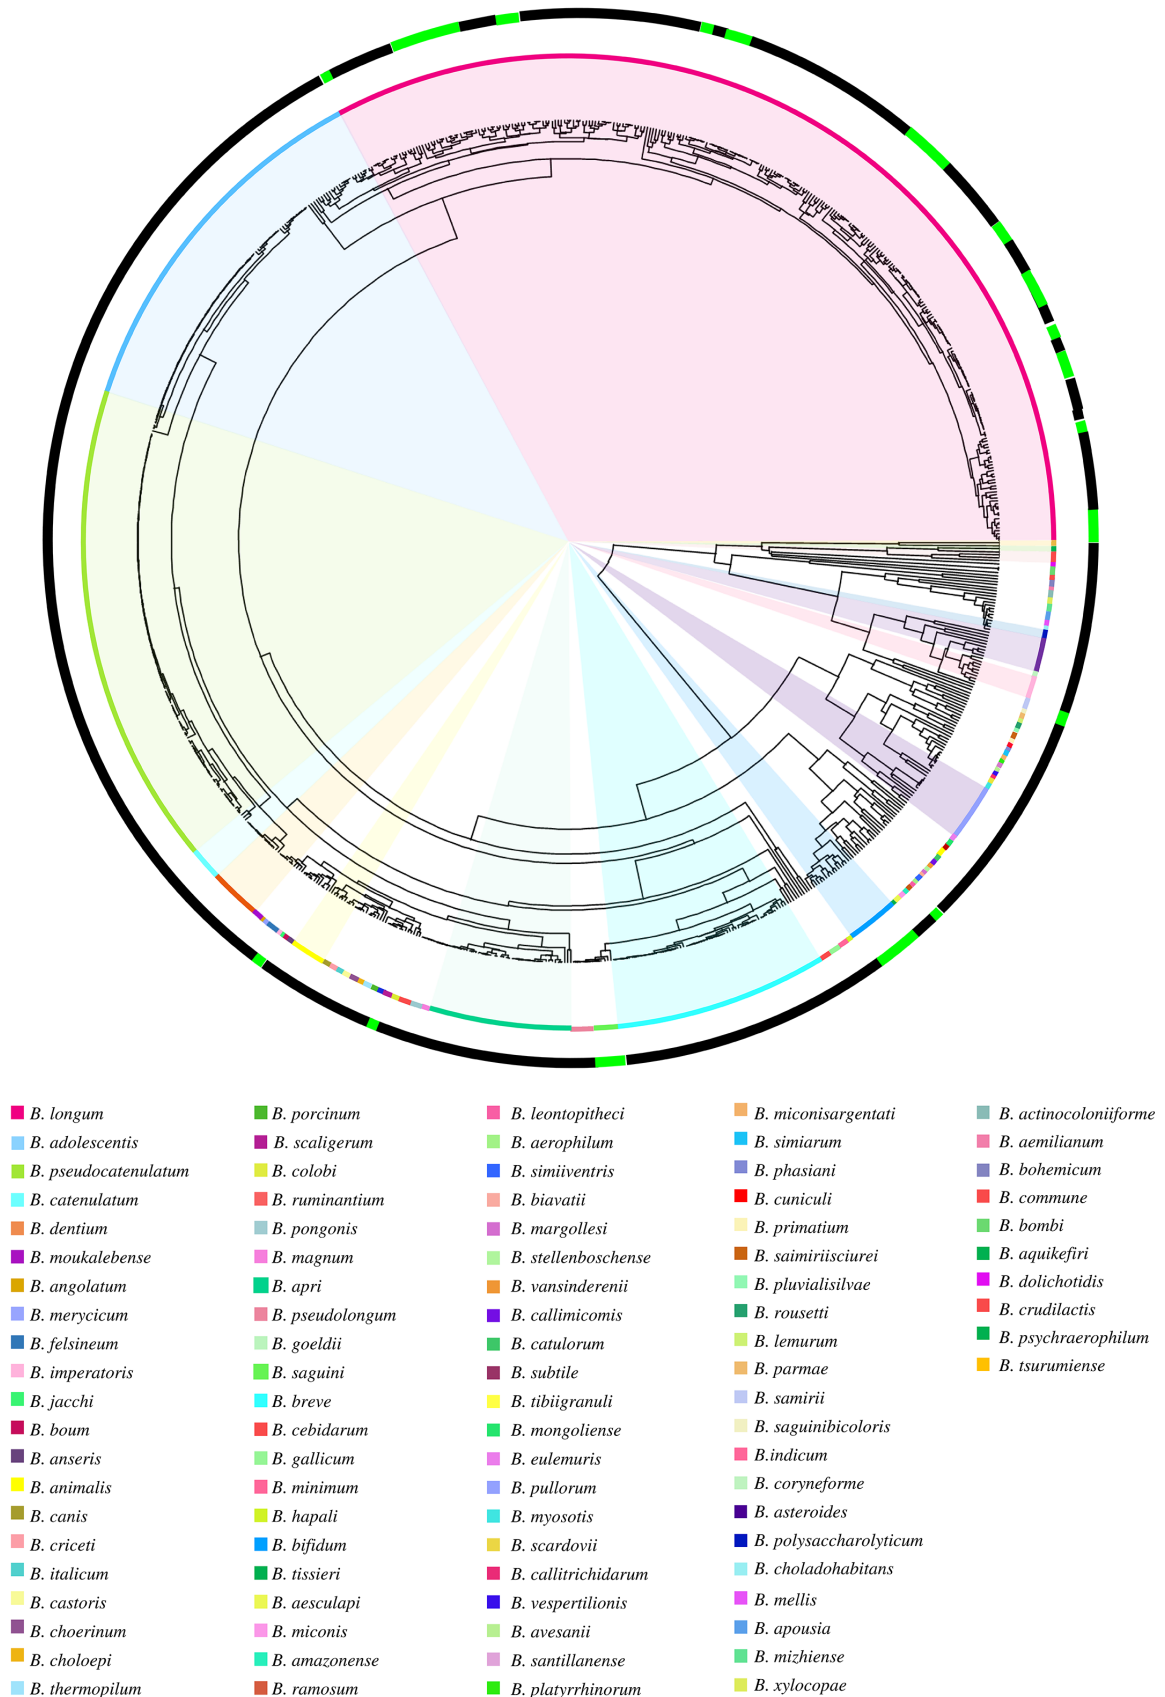 B. longum
B. adolescentis
B. pseudocatenulatum
B. catenulatum
B. dentium
B. moukalebense
B. angolatum
B. merycicum
B. felsineum
B. imperatoris
B. jacchi
B. boum
B. anseris
B. animalis
B. canis
B. criceti
B. italicum
B. castoris
B. choerinum
B. choloepi
B. thermopilum
B. porcinum
B. scaligerum
B. colobi
B. ruminantium
B. pongonis
B. magnum
B. apri
B. pseudolongum
B. goeldii
B. saguini
B. breve
B. cebidarum
B. gallicum
B. minimum
B. hapali
B. bifidum
B. tissieri
B. aesculapi
B. miconis
B. amazonense
B. ramosum
B. leontopitheci
B. aerophilum
B. simiiventris
B. biavatii
B. margollesi
B. stellenboschense
B. vansinderenii
B. callimicomis
B. catulorum
B. subtile
B. tibiigranuli
B. mongoliense
B. eulemuris
B. pullorum
B. myosotis
B. scardovii
B. callitrichidarum
B. vespertilionis
B. avesanii
B. santillanense
B. platyrrhinorum
B. miconisargentati
B. simiarum
B. phasiani
B. cuniculi
B. primatium
B. saimiriisciurei
B. pluvialisilvae
B. rousetti
B. lemurum
B. parmae
B. samirii
B. saguinibicoloris
B.indicum
B. coryneforme
B. asteroides
B. polysaccharolyticum
B. choladohabitans
B. mellis
B. apousia
B. mizhiense
B. xylocopae
B. actinocoloniiforme
B. aemilianum
B. bohemicum
B. commune
B. bombi
B. aquikefiri
B. dolichotidis
B. crudilactis
B. psychraerophilum
B. tsurumiense